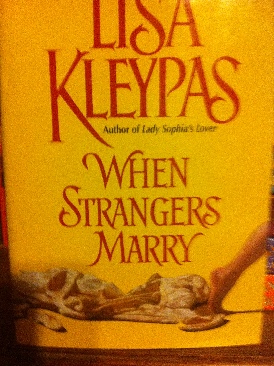 LISA
KLEYPAS
Author of Lady Sophia's Lover
WHEN
STRANGERS
MARRY